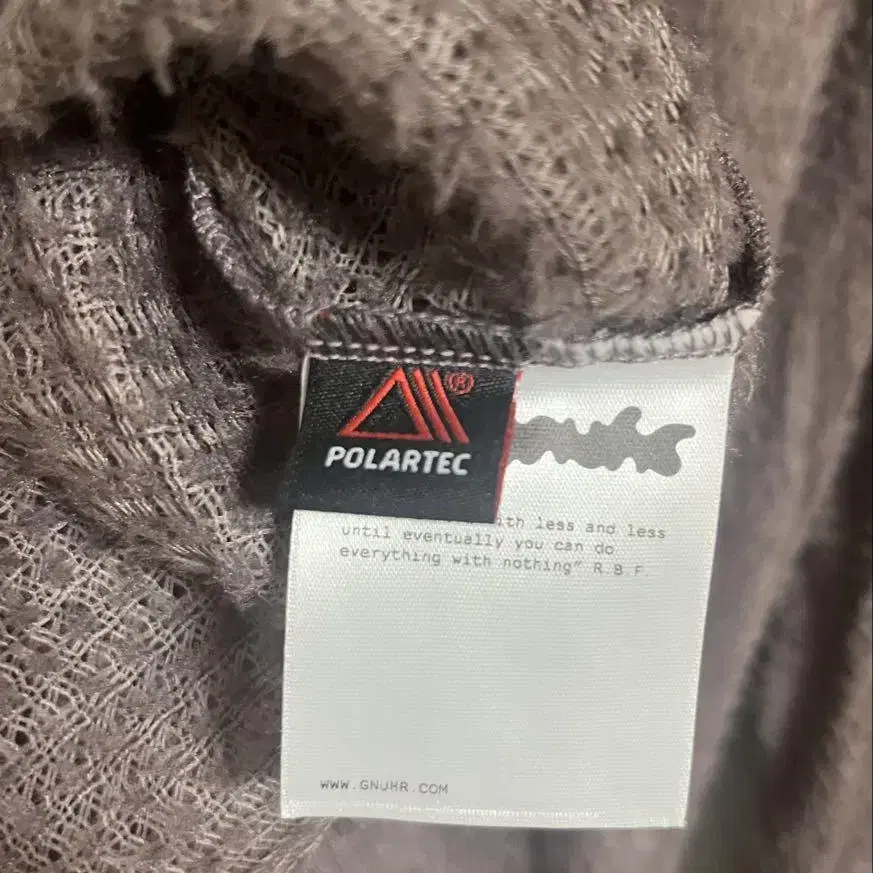 ®
POLARTEC
ith less and less
until eventually you can do
everything with nothing" R.B.F.
WWW.GNUHR.COM